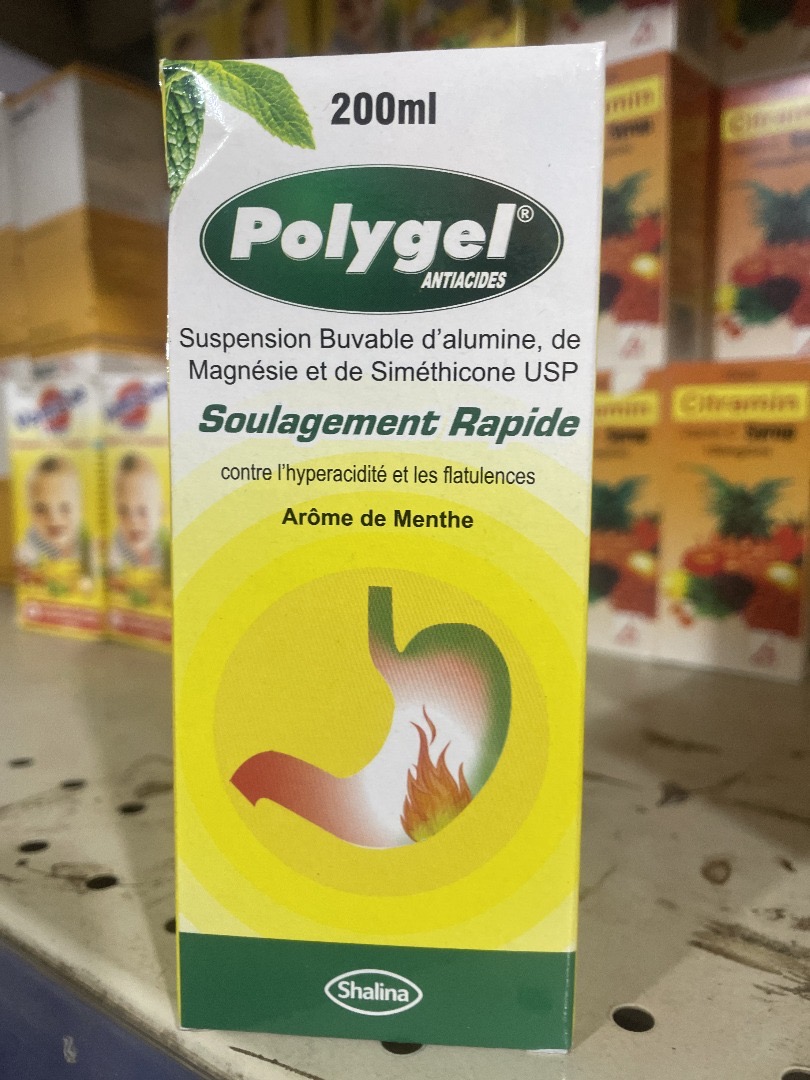 200ml
Polygel®
ANTIACIDES
Suspension Buvable d'alumine, de
Magnésie et de Siméthicone USP
Soulagement Rapide
contre l'hyperacidité et les flatulences
Arôme de Menthe
Shalina
Citramin
Syrup